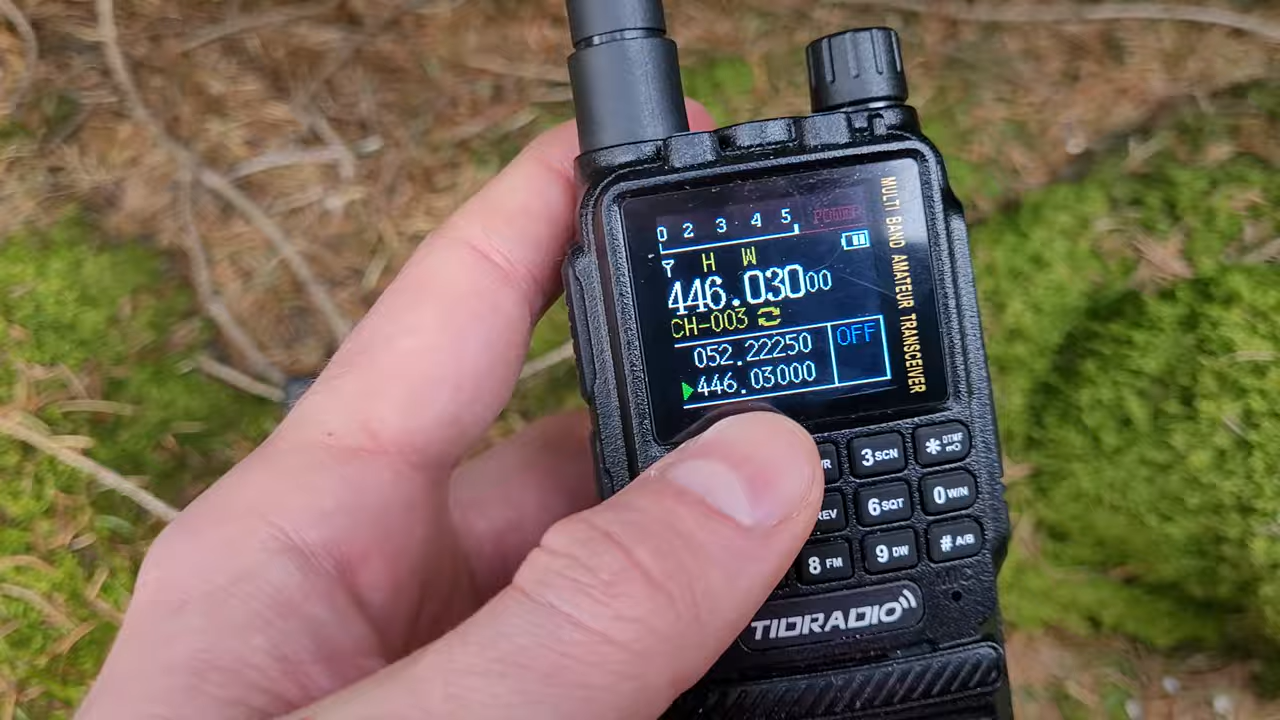 0 2 3 4 5 POWER
H W
446.03000
CH-003
052.22250 OFF
446.03000
MULTI BAND AMATEUR TRANSCEIVER
3 SCN * DTMF
6 SQT 0 W/N
REV
8 FM 9 DW # A/B
MIC
TIDRADIO